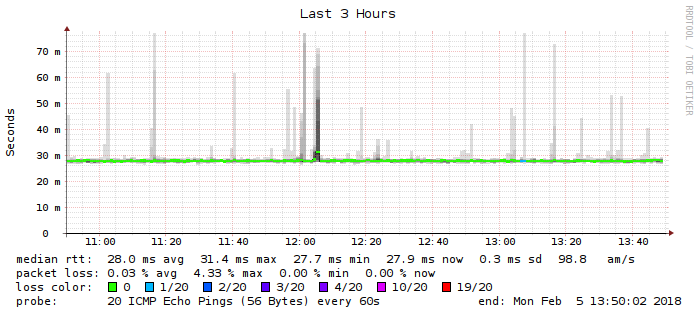 Last 3 Hours
RRDTOOL / TOBI OETIKER
Seconds
70 m
60 m
50 m
40 m
30 m
20 m
10 m
0
11:00 11:20 11:40 12:00 12:20 12:40 13:00 13:20 13:40
median rtt: 28.0 ms avg 31.4 ms max 27.7 ms min 27.9 ms now 0.3 ms sd 98.8 am/s
packet loss: 0.03 % avg 4.33 % max 0.00 % min 0.00 % now
loss color: 0 1/20 2/20 3/20 4/20 10/20 19/20
probe: 20 ICMP Echo Pings (56 Bytes) every 60s end: Mon Feb 5 13:50:02 2018